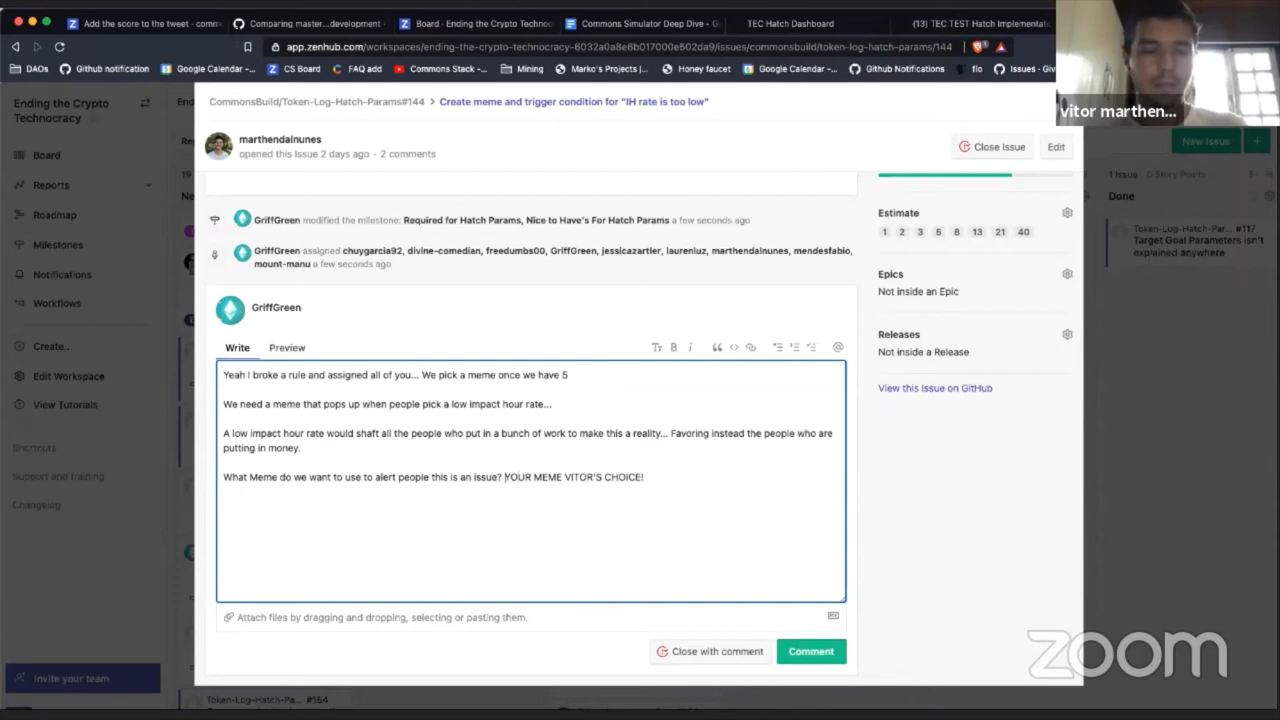 Add the score to the tweet - comm
Comparing master...development ·
Board · Ending the Crypto Technoc
Commons Simulator Deep Dive - G
TEC Hatch Dashboard
(13) TEC TEST Hatch Implementat
app.zenhub.com/workspaces/ending-the-crypto-technocracy-6032a0a8e6b017000e502da9/issues/commonsbuild/token-log-hatch-params/144
DAOs
Github notification
Google Calendar -...
CS Board
FAQ add
Commons Stack -...
Mining
Marko's Projects |...
Honey faucet
Google Calendar -...
Github Notifications
flo
Issues · Giv
vitor marthen...
Ending the Crypto
Technocracy
Board
Reports
Roadmap
Milestones
Notifications
Workflows
Create...
Edit Workspace
View Tutorials
Shortcuts
Support and training
Changelog
Invite your team
CommonsBuild/Token-Log-Hatch-Params#144 > Create meme and trigger condition for "IH rate is too low"
marthendalnunes
opened this Issue 2 days ago · 2 comments
Close Issue
Edit
GriffGreen modified the milestone: Required for Hatch Params, Nice to Have's For Hatch Params a few seconds ago
GriffGreen assigned chuygarcia92, divine-comedian, freedumbs00, GriffGreen, jessicazartler, laurenluz, marthendalnunes, mendesfabio,
mount-manu a few seconds ago
GriffGreen
Write
Preview
Yeah I broke a rule and assigned all of you... We pick a meme once we have 5
We need a meme that pops up when people pick a low impact hour rate...
A low impact hour rate would shaft all the people who put in a bunch of work to make this a reality... Favoring instead the people who are
putting in money.
What Meme do we want to use to alert people this is an issue? YOUR MEME VITOR'S CHOICE!
Attach files by dragging and dropping, selecting or pasting them.
Close with comment
Comment
Estimate
1 2 3 5 8 13 21 40
Epics
Not inside an Epic
Releases
Not inside a Release
View this Issue on GitHub
New Issue
1 Issue 0 Story Points
Done
Token-Log-Hatch-Par... #117
Target Goal Parameters isn't
explained anywhere
Token-Log-Hatch-Pa... #154
zoom